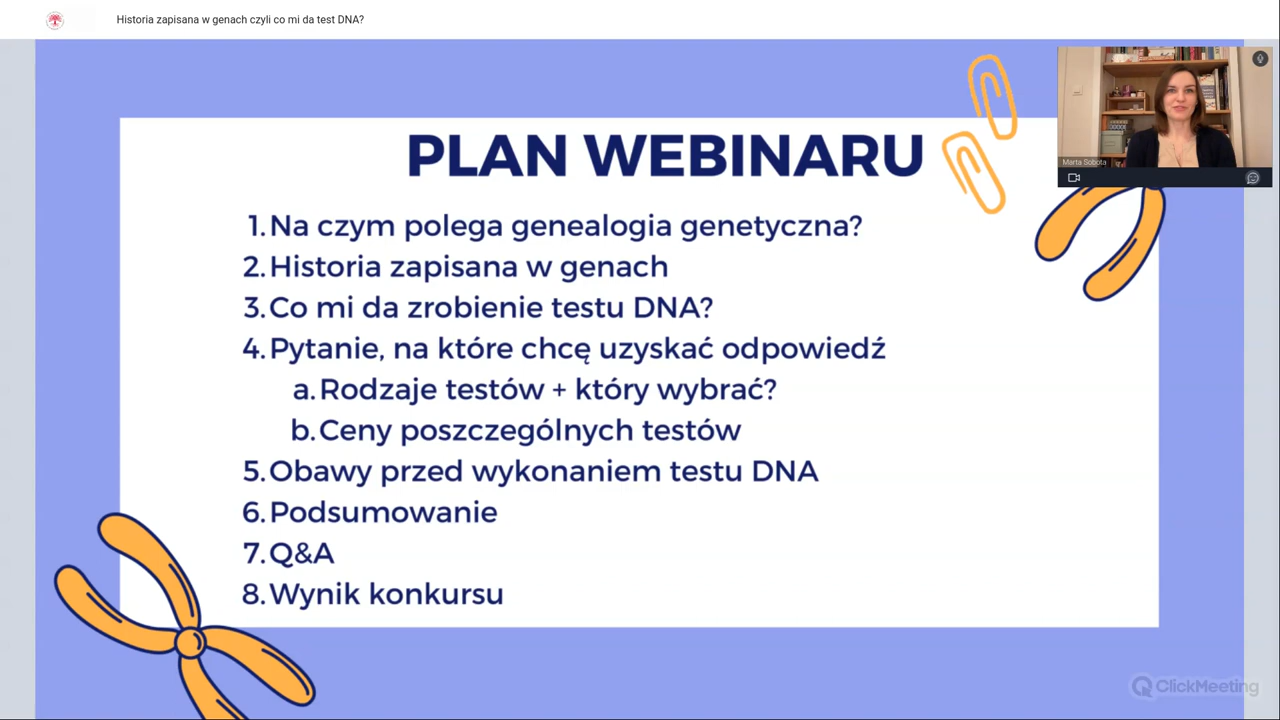 Historia zapisana w genach czyli co mi da test DNA?
PLAN WEBINARU
1. Na czym polega genealogia genetyczna?
2. Historia zapisana w genach
3. Co mi da zrobienie testu DNA?
4. Pytanie, na które chcę uzyskać odpowiedź
a. Rodzaje testów + który wybrać?
b. Ceny poszczególnych testów
5. Obawy przed wykonaniem testu DNA
6. Podsumowanie
7. Q&A
8. Wynik konkursu
Marta Sobota
ClickMeeting